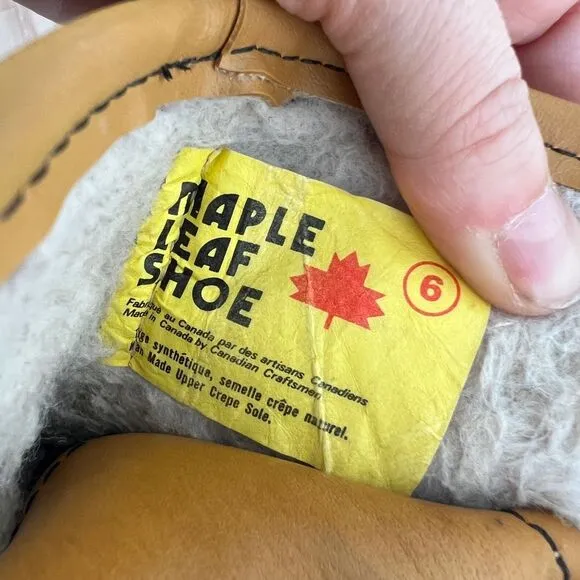 MAPLE
LEAF
SHOE
6
Fabriqué au Canada par des artisans Canadiens
Made in Canada by Canadian Craftsmen
synthétique, semelle crêpe naturel.
Made Upper Crepe Sole.